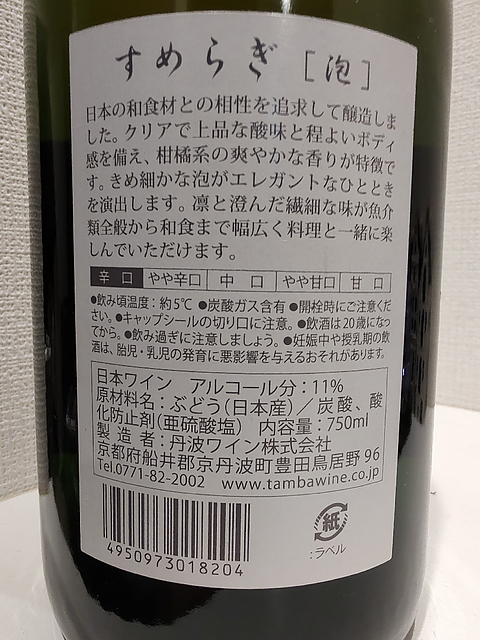 すめらぎ［泡］
日本の和食材との相性を追求して醸造しま
した。クリアで上品な酸味と程よいボディ
感を備え、柑橘系の爽やかな香りが特徴で
す。きめ細かな泡がエレガントなひととき
を演出します。凛と澄んだ繊細な味が魚介
類全般から和食まで幅広く料理と一緒に楽
しんでいただけます。
辛口 やや辛口 中口 やや甘口 甘口
●飲み頃温度：約5℃ ●炭酸ガス含有 ●開栓時にご注意くだ
さい。●キャップシールの切り口に注意。●飲酒は20歳になっ
てから。●飲み過ぎに注意しましょう。●妊娠中や授乳期の飲
酒は、胎児・乳児の発育に悪影響を与えるおそれがあります。
日本ワイン アルコール分：11%
原材料名：ぶどう（日本産）／炭酸、酸
化防止剤（亜硫酸塩） 内容量：750ml
製造者：丹波ワイン株式会社
京都府船井郡京丹波町豊田鳥居野96
Tel.0771-82-2002 www.tambawine.co.jp
4950973018204
紙
：ラベル